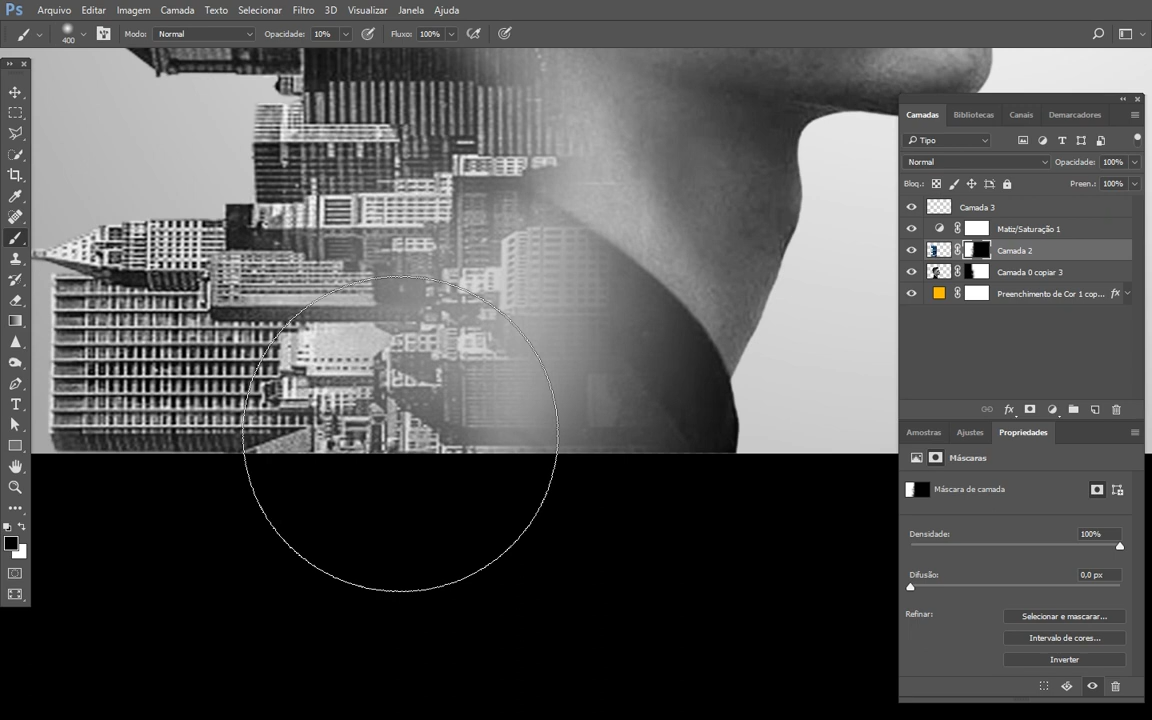 Ps Arquivo Editar Imagem Camada Texto Selecionar Filtro 3D Visualizar Janela Ajuda
400 Modo: Normal Opacidade: 10% Fluxo: 100%
Camadas Bibliotecas Canais Demarcadores
Tipo
Normal Opacidade: 100%
Bloq.: Preen.: 100%
Camada 3
Matiz/Saturação 1
Camada 2
Camada 0 copiar 3
Preenchimento de Cor 1 cop... fx
fx
Amostras Ajustes Propriedades
Máscaras
Máscara de camada
Densidade: 100%
Difusão: 0,0 px
Refinar: Selecionar e mascarar...
Intervalo de cores...
Inverter